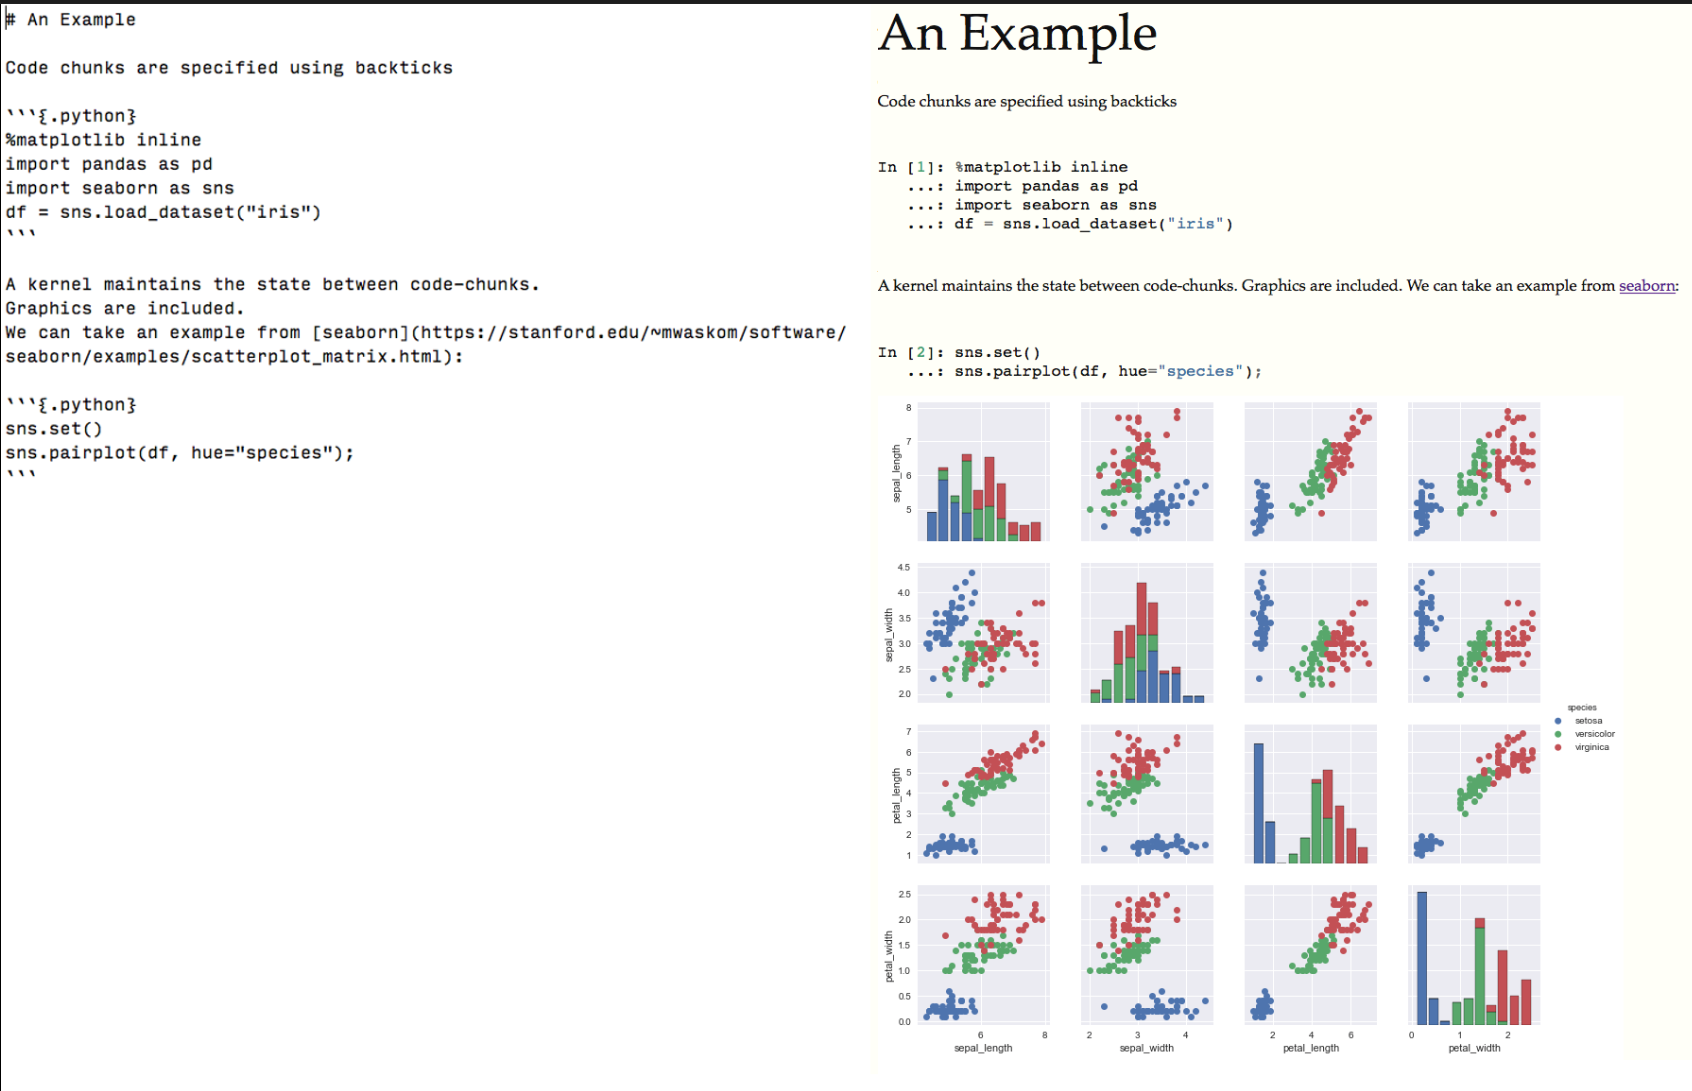 # An Example
Code chunks are specified using backticks
```{.python}
%matplotlib inline
import pandas as pd
import seaborn as sns
df = sns.load_dataset("iris")
```
A kernel maintains the state between code-chunks.
Graphics are included.
We can take an example from [seaborn](https://stanford.edu/~mwaskom/software/
seaborn/examples/scatterplot_matrix.html):
```{.python}
sns.set()
sns.pairplot(df, hue="species");
```
An Example
Code chunks are specified using backticks
In [1]: %matplotlib inline
...: import pandas as pd
...: import seaborn as sns
...: df = sns.load_dataset("iris")
A kernel maintains the state between code-chunks. Graphics are included. We can take an example from seaborn:
In [2]: sns.set()
...: sns.pairplot(df, hue="species");
8
7
6
5
sepal_length
4.5
4.0
3.5
3.0
2.5
2.0
sepal_width
species
setosa
versicolor
virginica
7
6
5
4
3
2
1
petal_length
2.5
2.0
1.5
1.0
0.5
0.0
petal_width
6 8
sepal_length
2 3 4
sepal_width
2 4 6
petal_length
0 1 2
petal_width